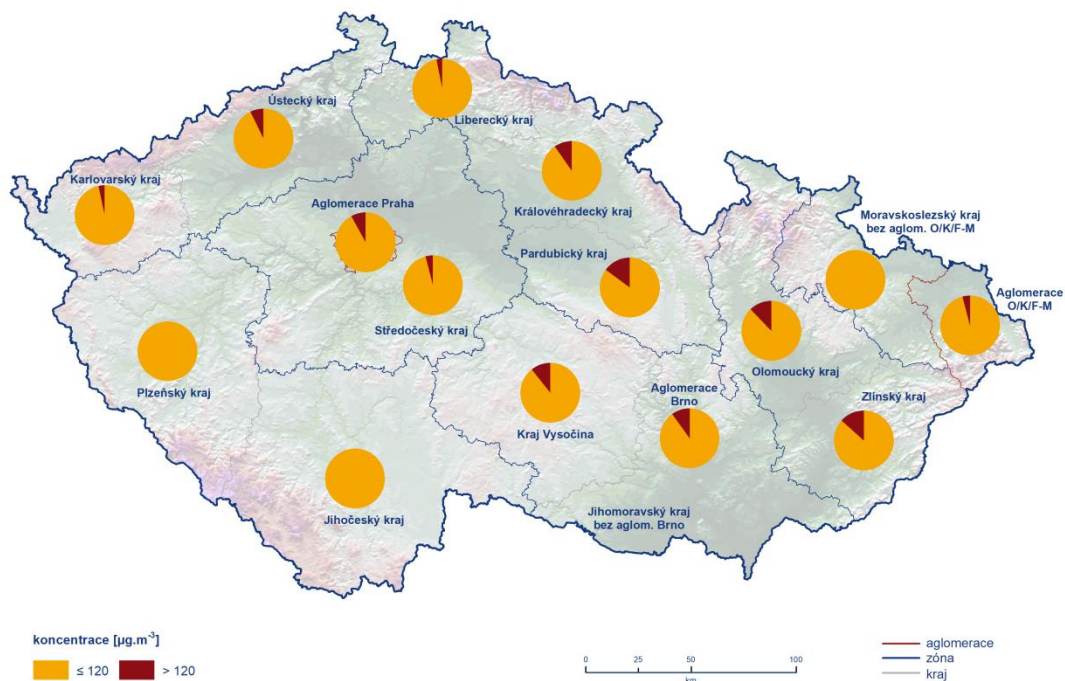 Ústecký kraj
Liberecký kraj
Karlovarský kraj
Aglomerace Praha
Královéhradecký kraj
Moravskoslezský kraj
bez aglom. O/K/F-M
Pardubický kraj
Aglomerace
O/K/F-M
Středočeský kraj
Plzeňský kraj
Olomoucký kraj
Aglomerace
Brno
Zlínský kraj
Kraj Vysočina
Jihočeský kraj
Jihomoravský kraj
bez aglom. Brno
koncentrace [µg.m⁻³]
≤ 120
> 120
0 25 50 100
km
aglomerace
zóna
kraj